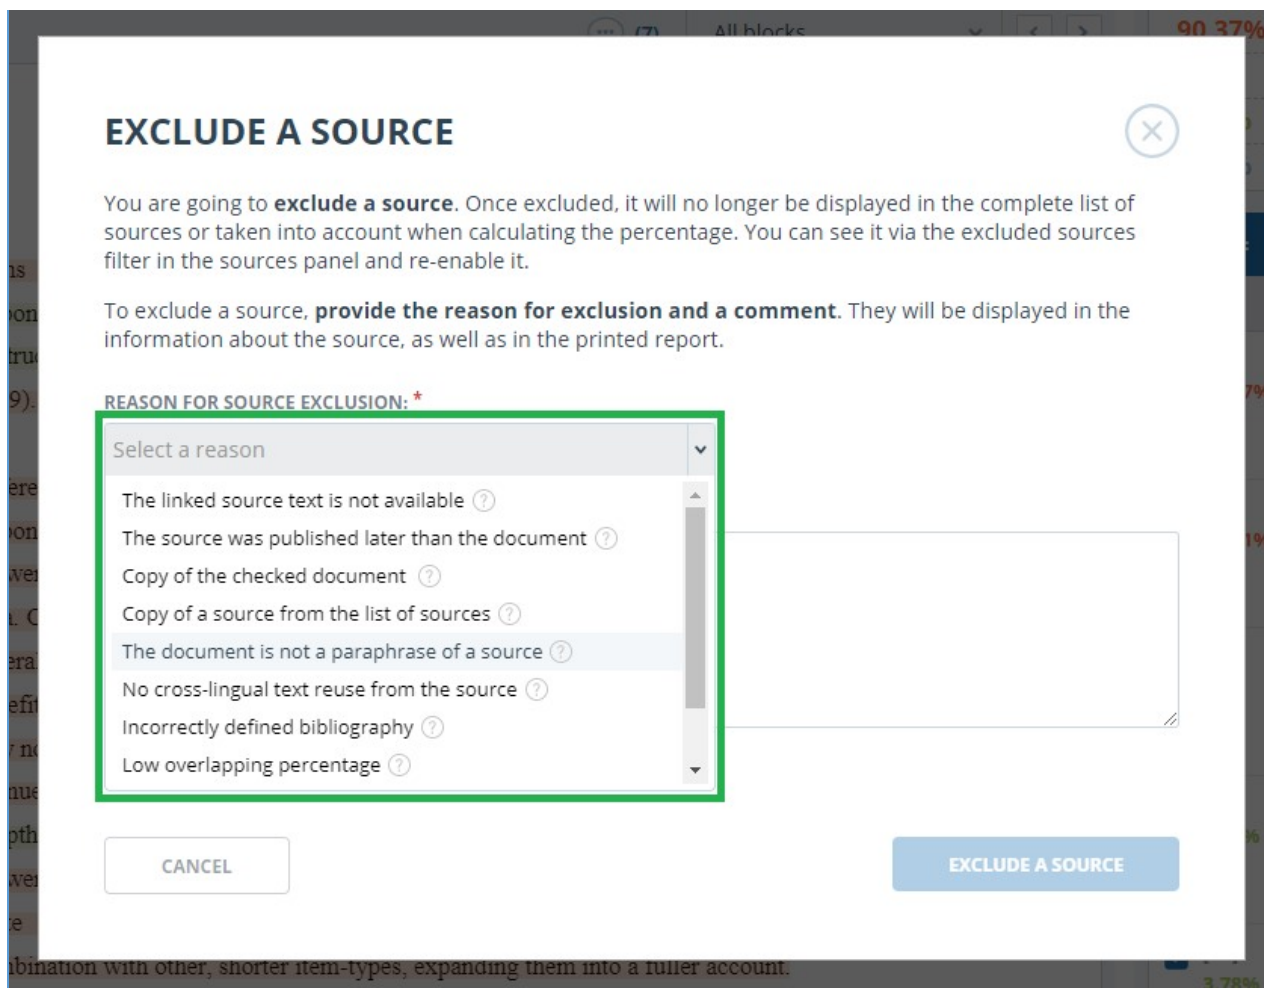 (7) All blocks 90.37%
EXCLUDE A SOURCE
You are going to exclude a source. Once excluded, it will no longer be displayed in the complete list of
sources or taken into account when calculating the percentage. You can see it via the excluded sources
filter in the sources panel and re-enable it.
To exclude a source, provide the reason for exclusion and a comment. They will be displayed in the
information about the source, as well as in the printed report.
REASON FOR SOURCE EXCLUSION: *
Select a reason
The linked source text is not available ?
The source was published later than the document ?
Copy of the checked document ?
Copy of a source from the list of sources ?
The document is not a paraphrase of a source ?
No cross-lingual text reuse from the source ?
Incorrectly defined bibliography ?
Low overlapping percentage ?
CANCEL
EXCLUDE A SOURCE
with other, shorter item-types, expanding them into a fuller account.
3.78%